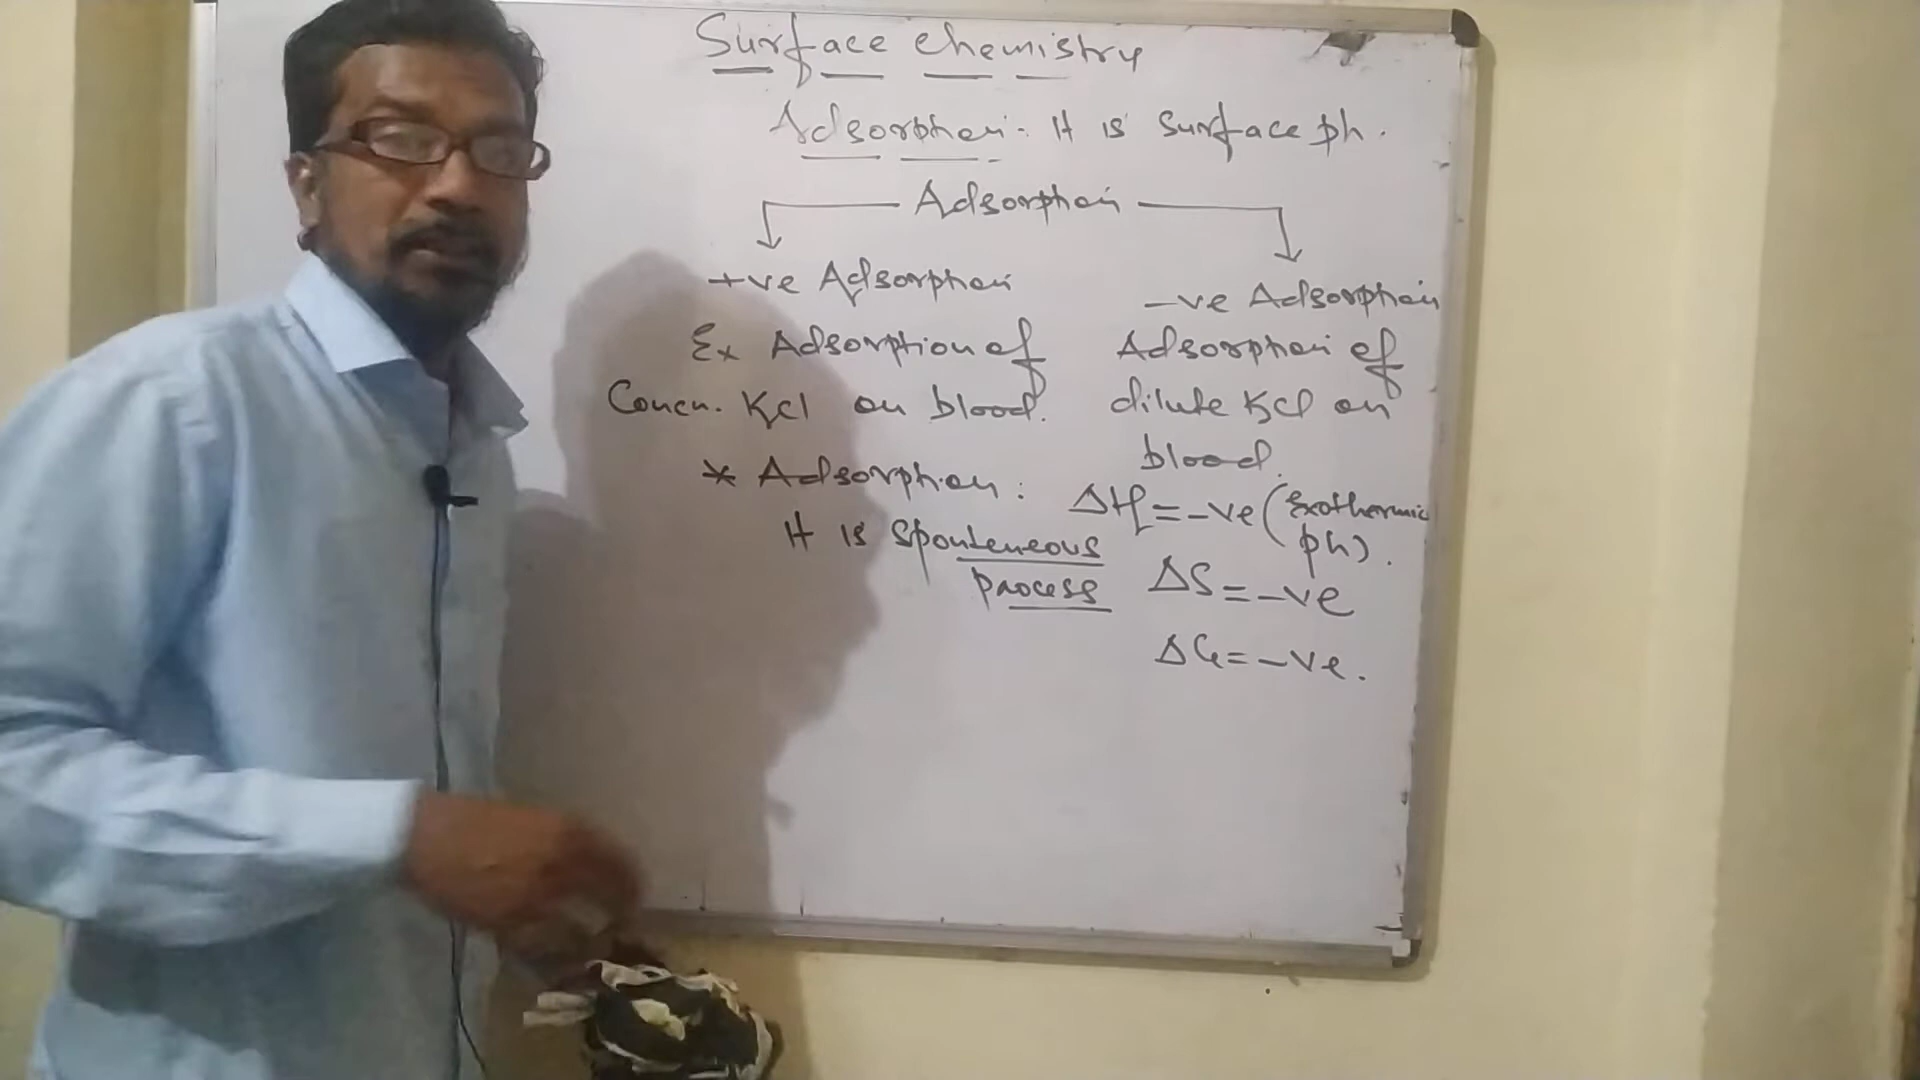 Surface chemistry
Adsorption:- It is surface ph.
Adsorption
+ve Adsorption
-ve Adsorption
Ex Adsorption of
Concn. KCl on blood.
Adsorption of
dilute KCl on
blood.
* Adsorption:
It is sponteneous
process
ΔH=-ve (Exothermic
ph).
ΔS=-ve
ΔG=-ve.